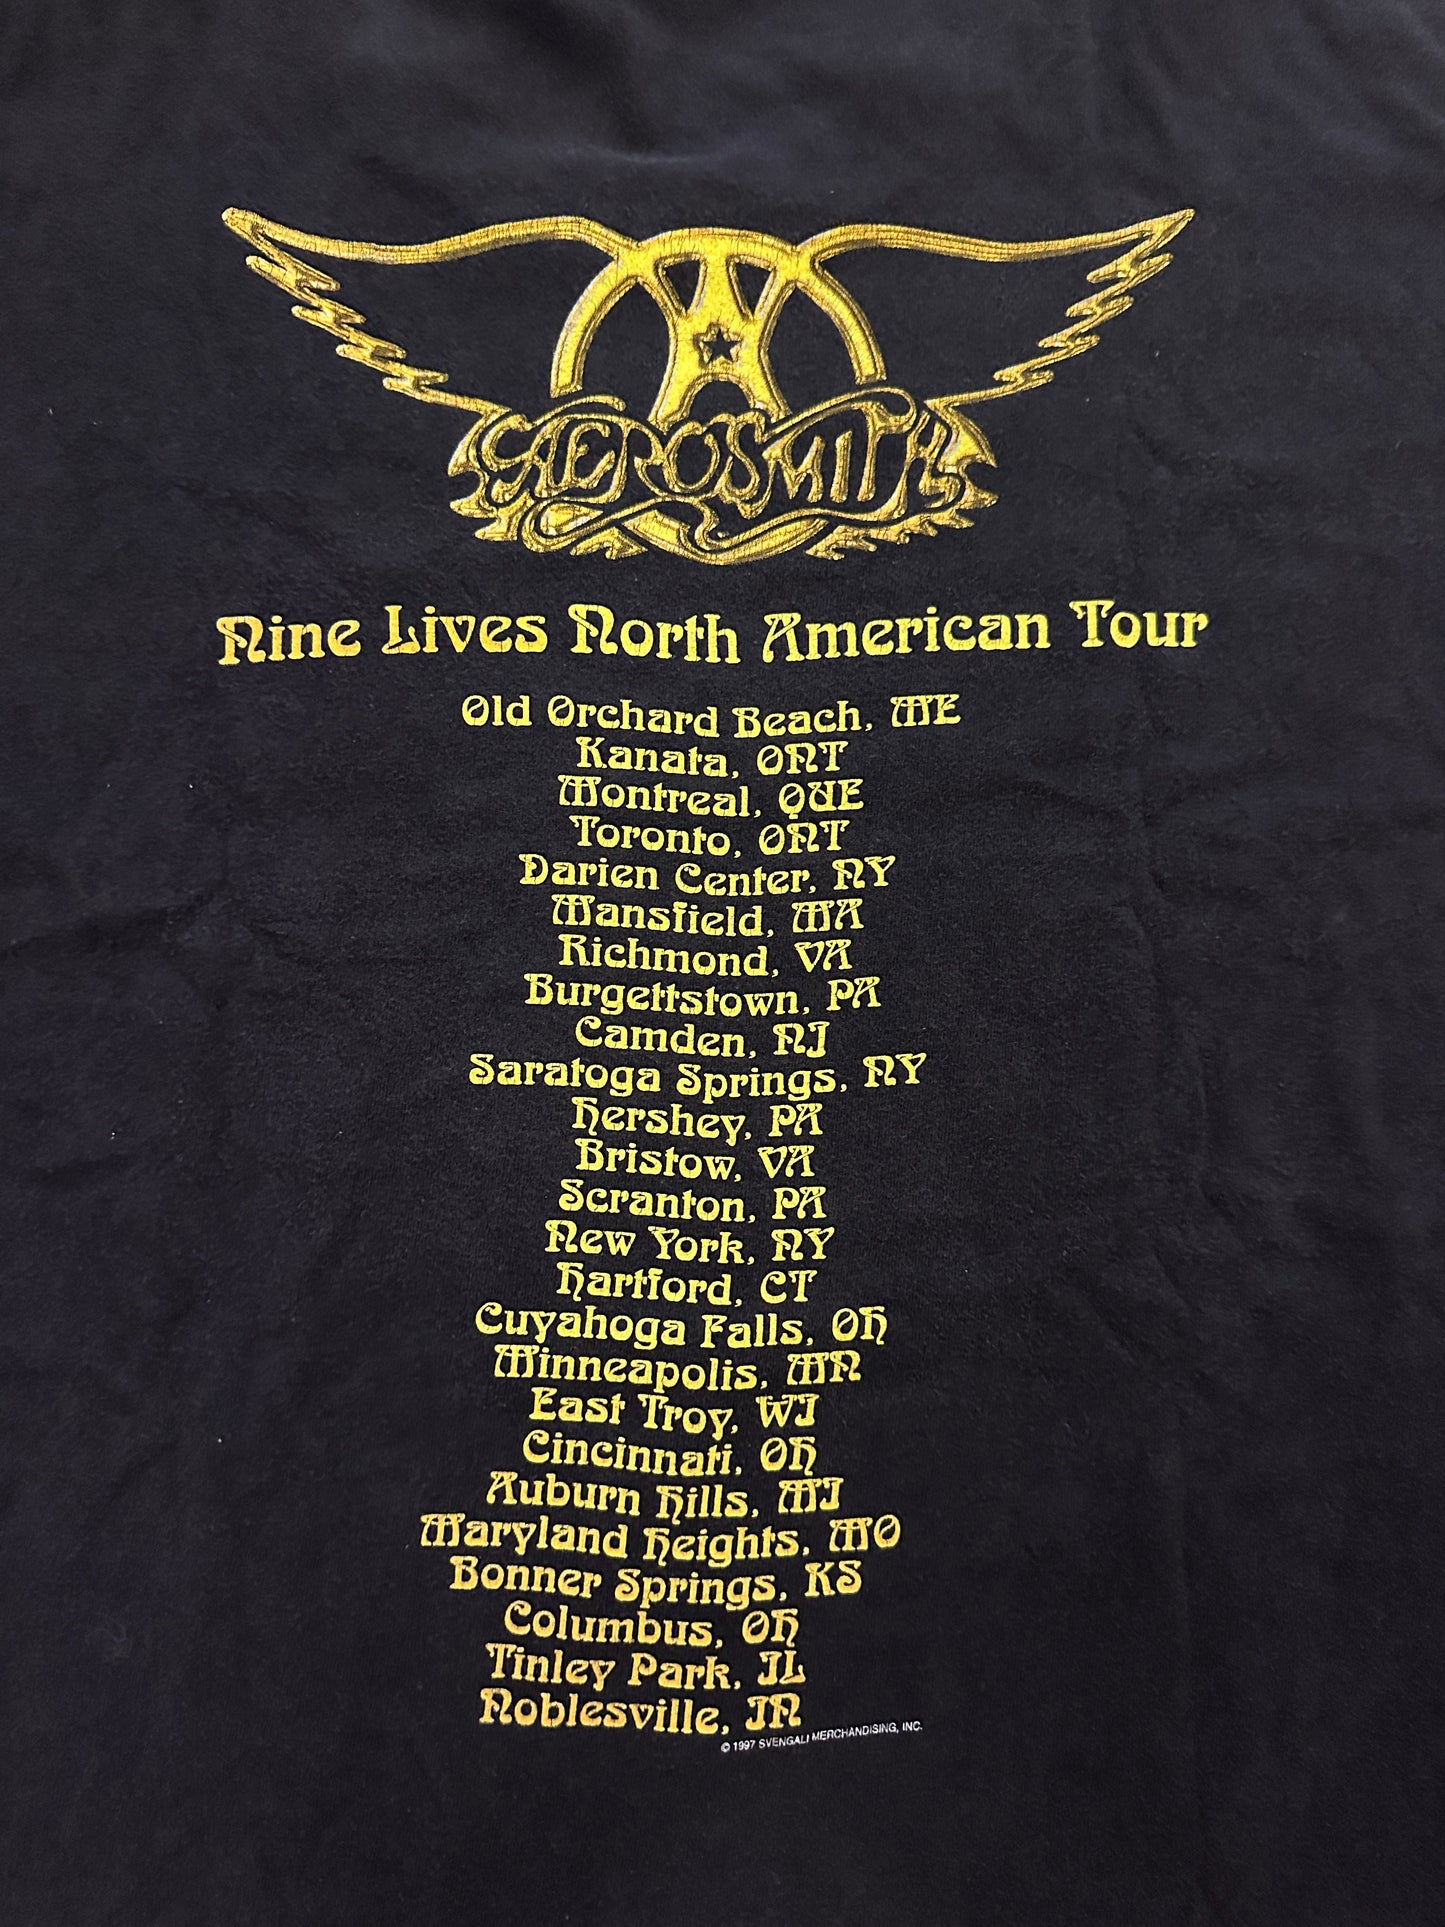 AEROSMITH
Nine Lives North American Tour
Old Orchard Beach, ME
Kanata, ONT
Montreal, QUE
Toronto, ONT
Darien Center, NY
Mansfield, MA
Richmond, VA
Burgettstown, PA
Camden, NJ
Saratoga Springs, NY
Hershey, PA
Bristow, VA
Scranton, PA
New York, NY
Hartford, CT
Cuyahoga Falls, OH
Minneapolis, MN
East Troy, WI
Cincinnati, OH
Auburn Hills, MI
Maryland Heights, MO
Bonner Springs, KS
Columbus, OH
Tinley Park, IL
Noblesville, IN
© 1997 SVENGALI MERCHANDISING, INC.